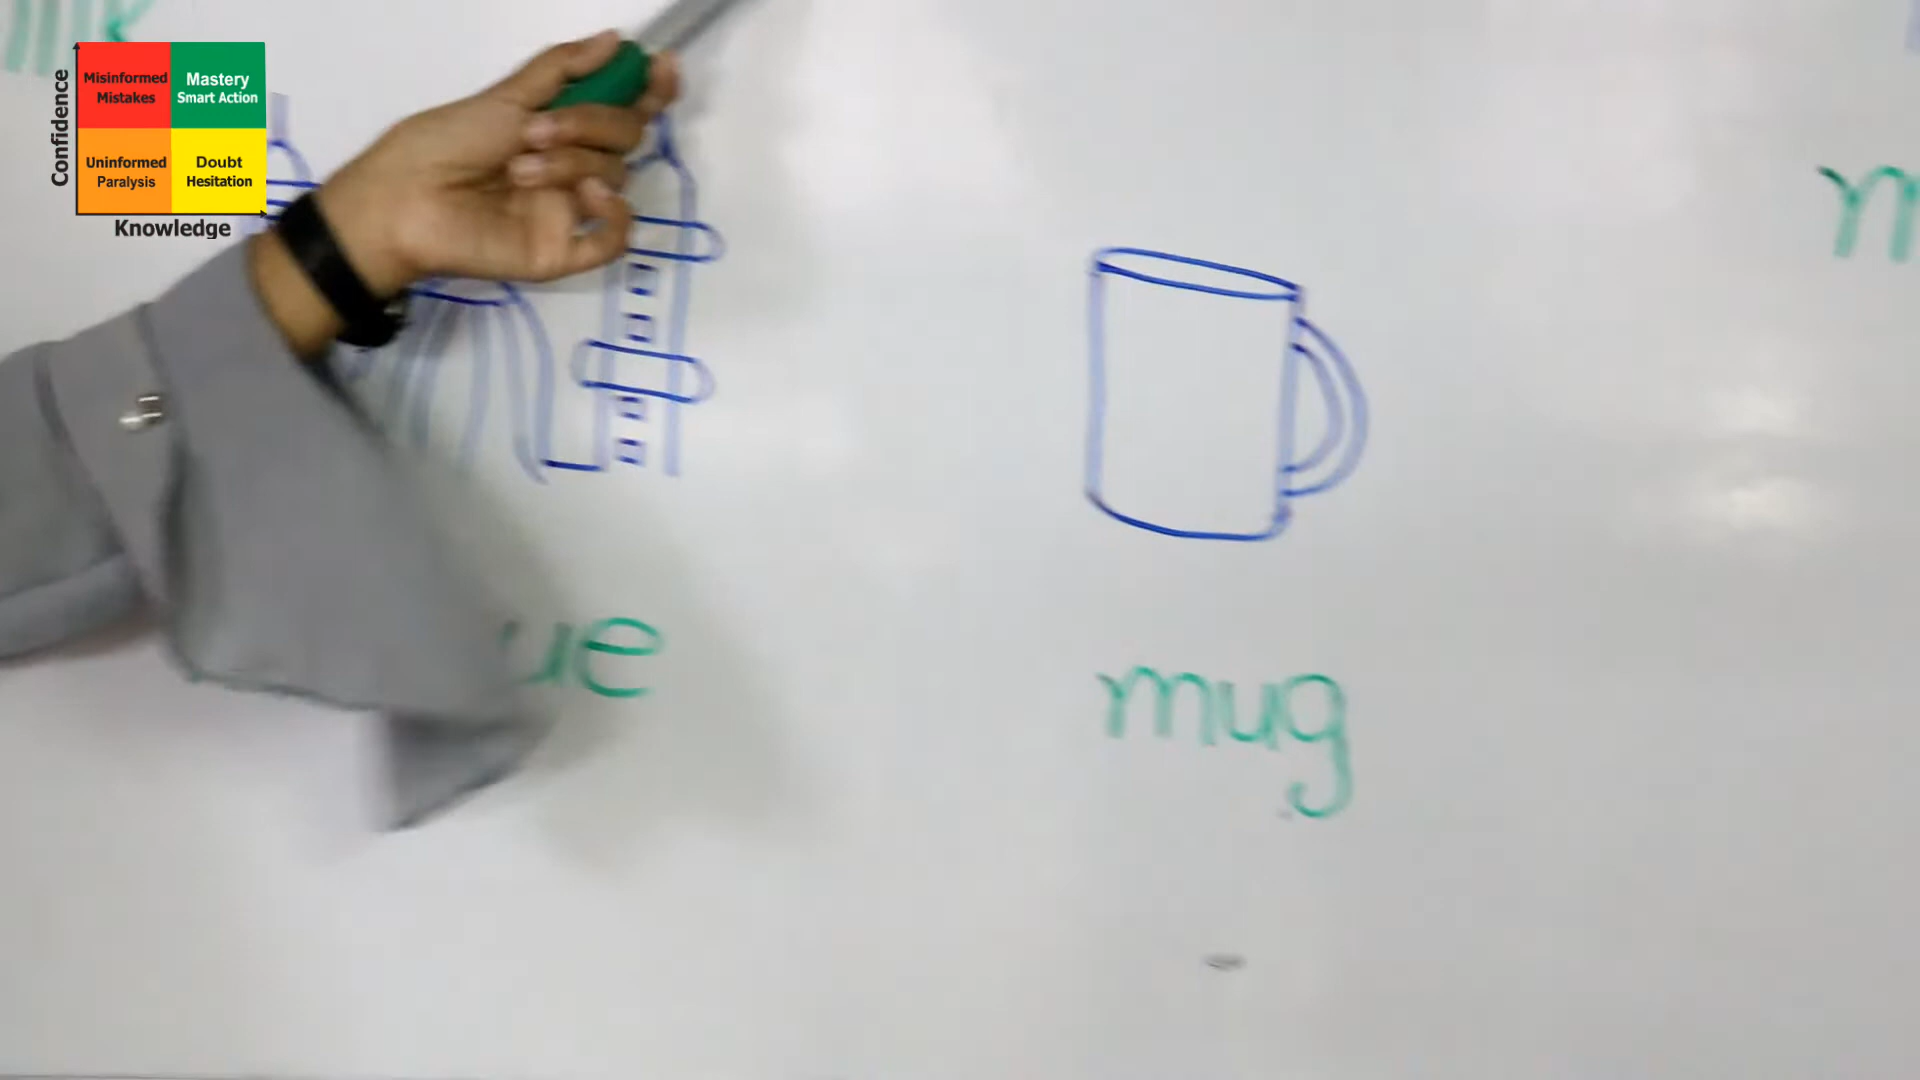 Confidence
Misinformed
Mistakes
Mastery
Smart Action
Uninformed
Paralysis
Doubt
Hesitation
Knowledge
mug